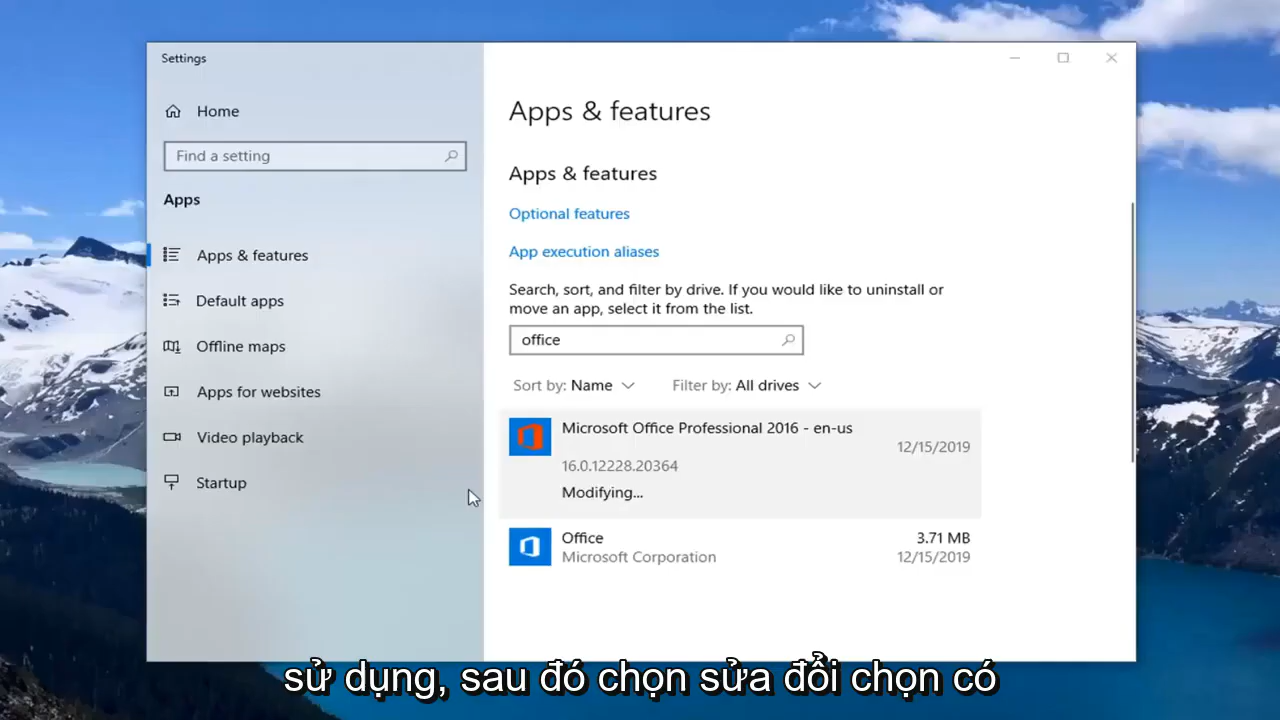 Settings
Home
Find a setting
Apps
Apps & features
Default apps
Offline maps
Apps for websites
Video playback
Startup
Apps & features
Apps & features
Optional features
App execution aliases
Search, sort, and filter by drive. If you would like to uninstall or
move an app, select it from the list.
office
Sort by: Name Filter by: All drives
Microsoft Office Professional 2016 - en-us
12/15/2019
16.0.12228.20364
Modifying...
Office 3.71 MB
Microsoft Corporation 12/15/2019
sử dụng, sau đó chọn sửa đổi chọn có